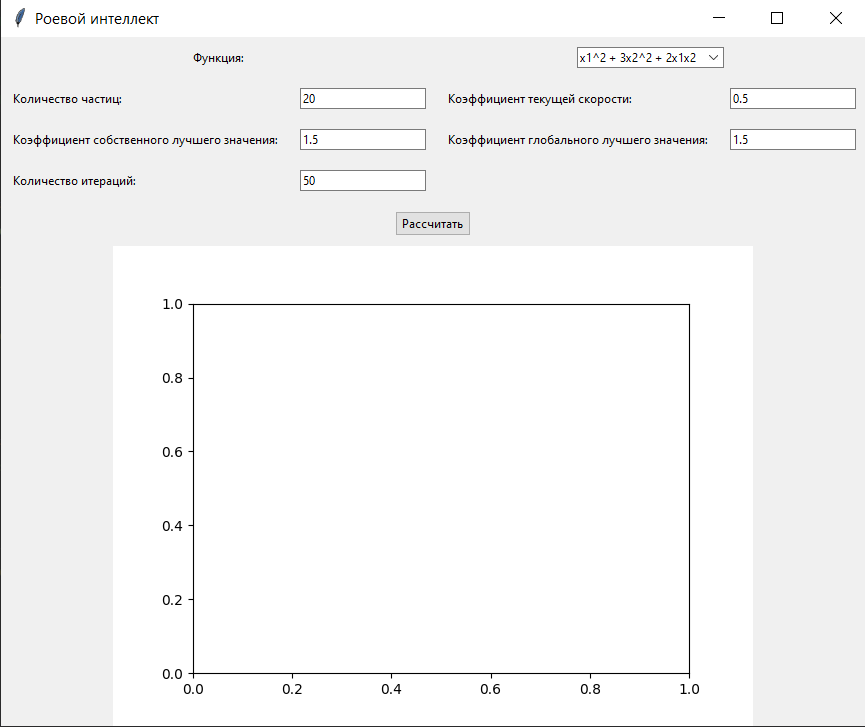 Роевой интеллект
Функция: x1^2 + 3x2^2 + 2x1x2
Количество частиц: 20 Коэффициент текущей скорости: 0.5
Коэффициент собственного лучшего значения: 1.5 Коэффициент глобального лучшего значения: 1.5
Количество итераций: 50
Рассчитать
1.0
0.8
0.6
0.4
0.2
0.0
0.0 0.2 0.4 0.6 0.8 1.0